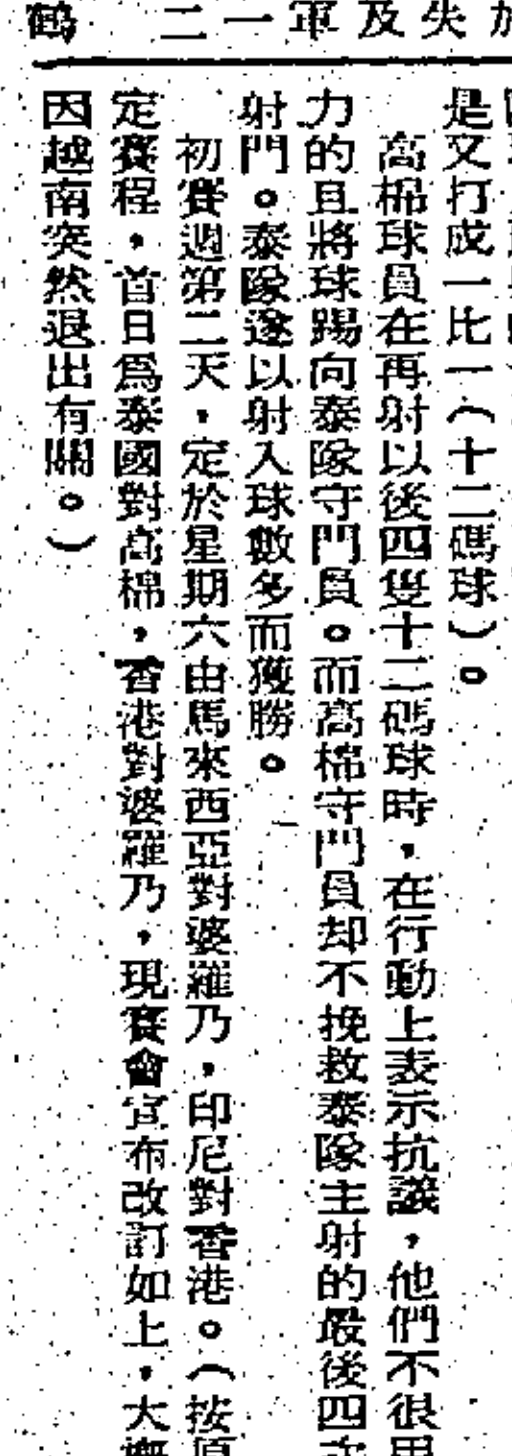 失及軍一二　鶴
是又打成一比一（十二碼球）。
高棉球員在再射以後四隻十二碼球時，在行動上表示抗議，他們不很
力的且將球踢向泰隊守門員。而高棉守門員却不挽救泰隊主射的最後四
射門。泰隊遂以射入球數多而獲勝。
初賽週第二天，定於星期六由馬來西亞對婆羅乃，印尼對香港。（按
定賽程，首日爲泰國對高棉，香港對婆羅乃，現賽會宣布改訂如上，大
因越南突然退出有關。）